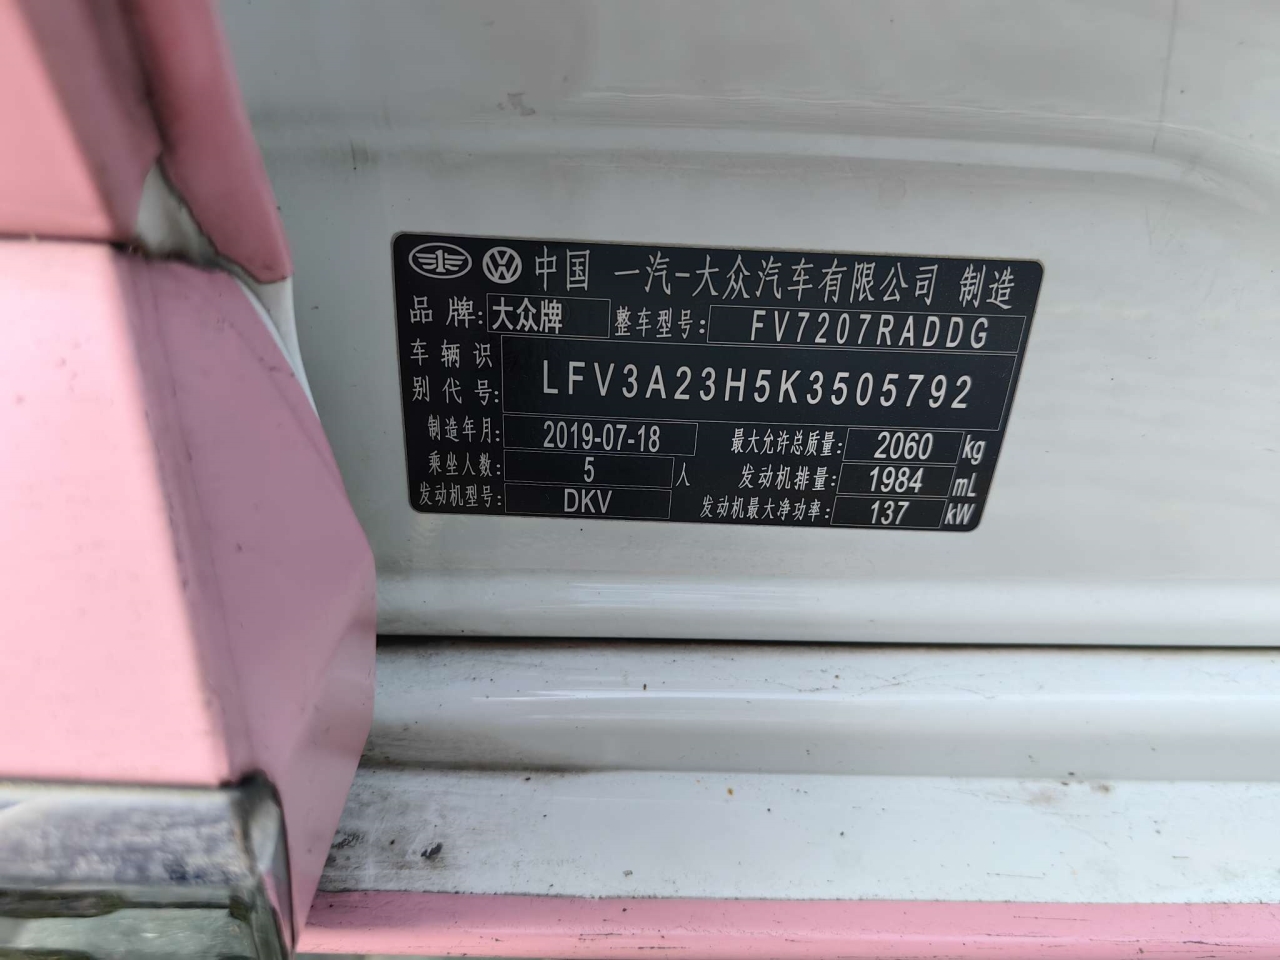 中国 一汽-大众汽车有限公司 制造
品牌: 大众牌 整车型号: FV7207RADDG
车辆识别代号: LFV3A23H5K3505792
制造年月: 2019-07-18 最大允许总质量: 2060 kg
乘坐人数: 5 人 发动机排量: 1984 mL
发动机型号: DKV 发动机最大净功率: 137 kW